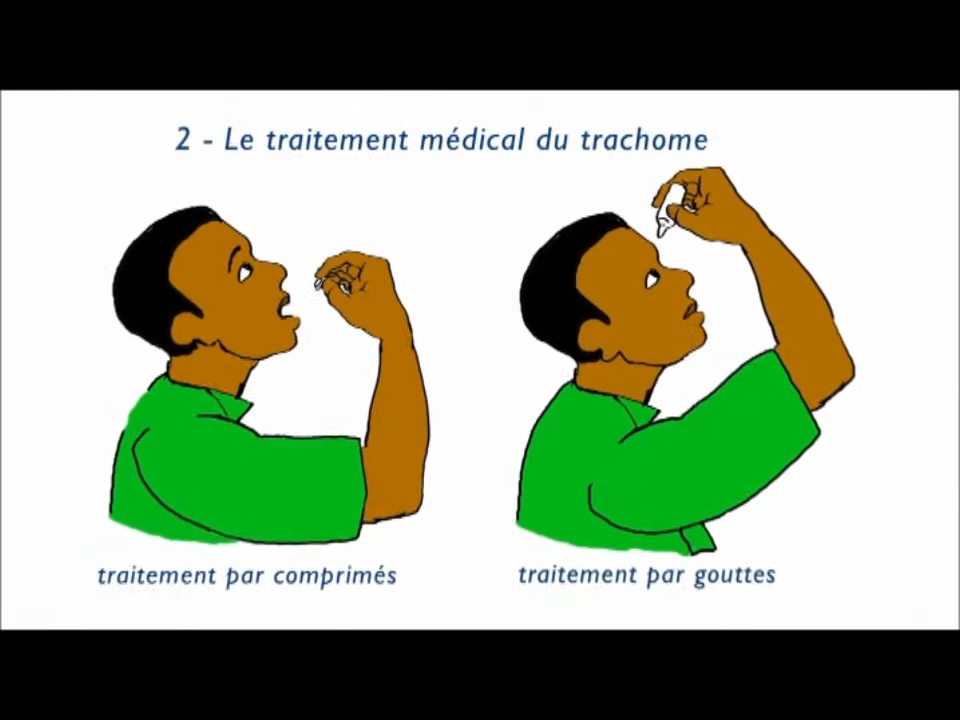 2 - Le traitement médical du trachome
traitement par comprimés
traitement par gouttes